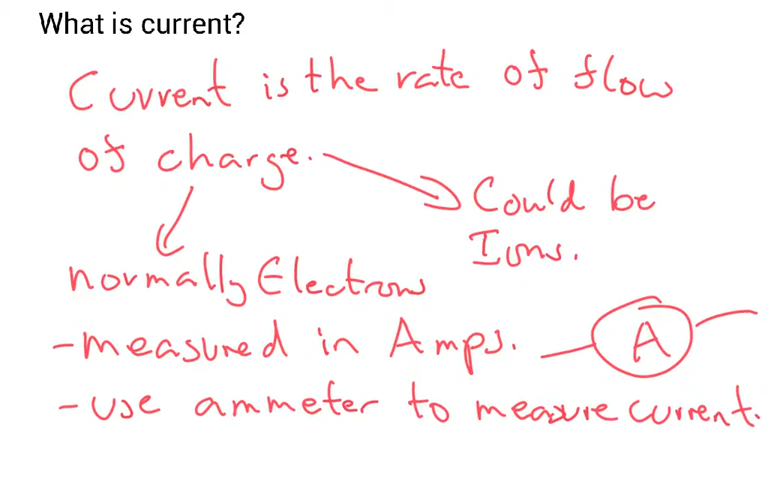 What is current?
Current is the rate of flow
of charge.
Could be
Ions.
normally Electrons
- measured in Amps.
A
- use ammeter to measure current.